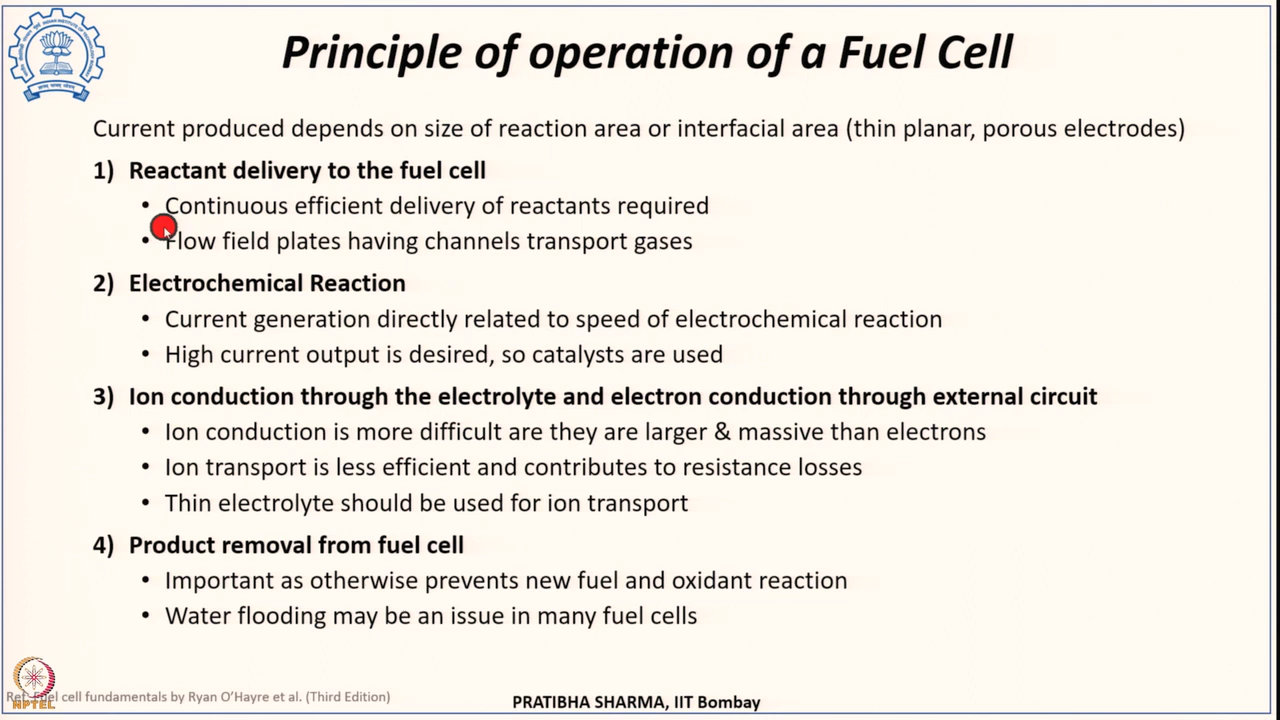 Principle of operation of a Fuel Cell
Current produced depends on size of reaction area or interfacial area (thin planar, porous electrodes)
1) Reactant delivery to the fuel cell
• Continuous efficient delivery of reactants required
• Flow field plates having channels transport gases
2) Electrochemical Reaction
• Current generation directly related to speed of electrochemical reaction
• High current output is desired, so catalysts are used
3) Ion conduction through the electrolyte and electron conduction through external circuit
• Ion conduction is more difficult are they are larger & massive than electrons
• Ion transport is less efficient and contributes to resistance losses
• Thin electrolyte should be used for ion transport
4) Product removal from fuel cell
• Important as otherwise prevents new fuel and oxidant reaction
• Water flooding may be an issue in many fuel cells
Ref: Fuel cell fundamentals by Ryan O'Hayre et al. (Third Edition)
NPTEL
PRATIBHA SHARMA, IIT Bombay